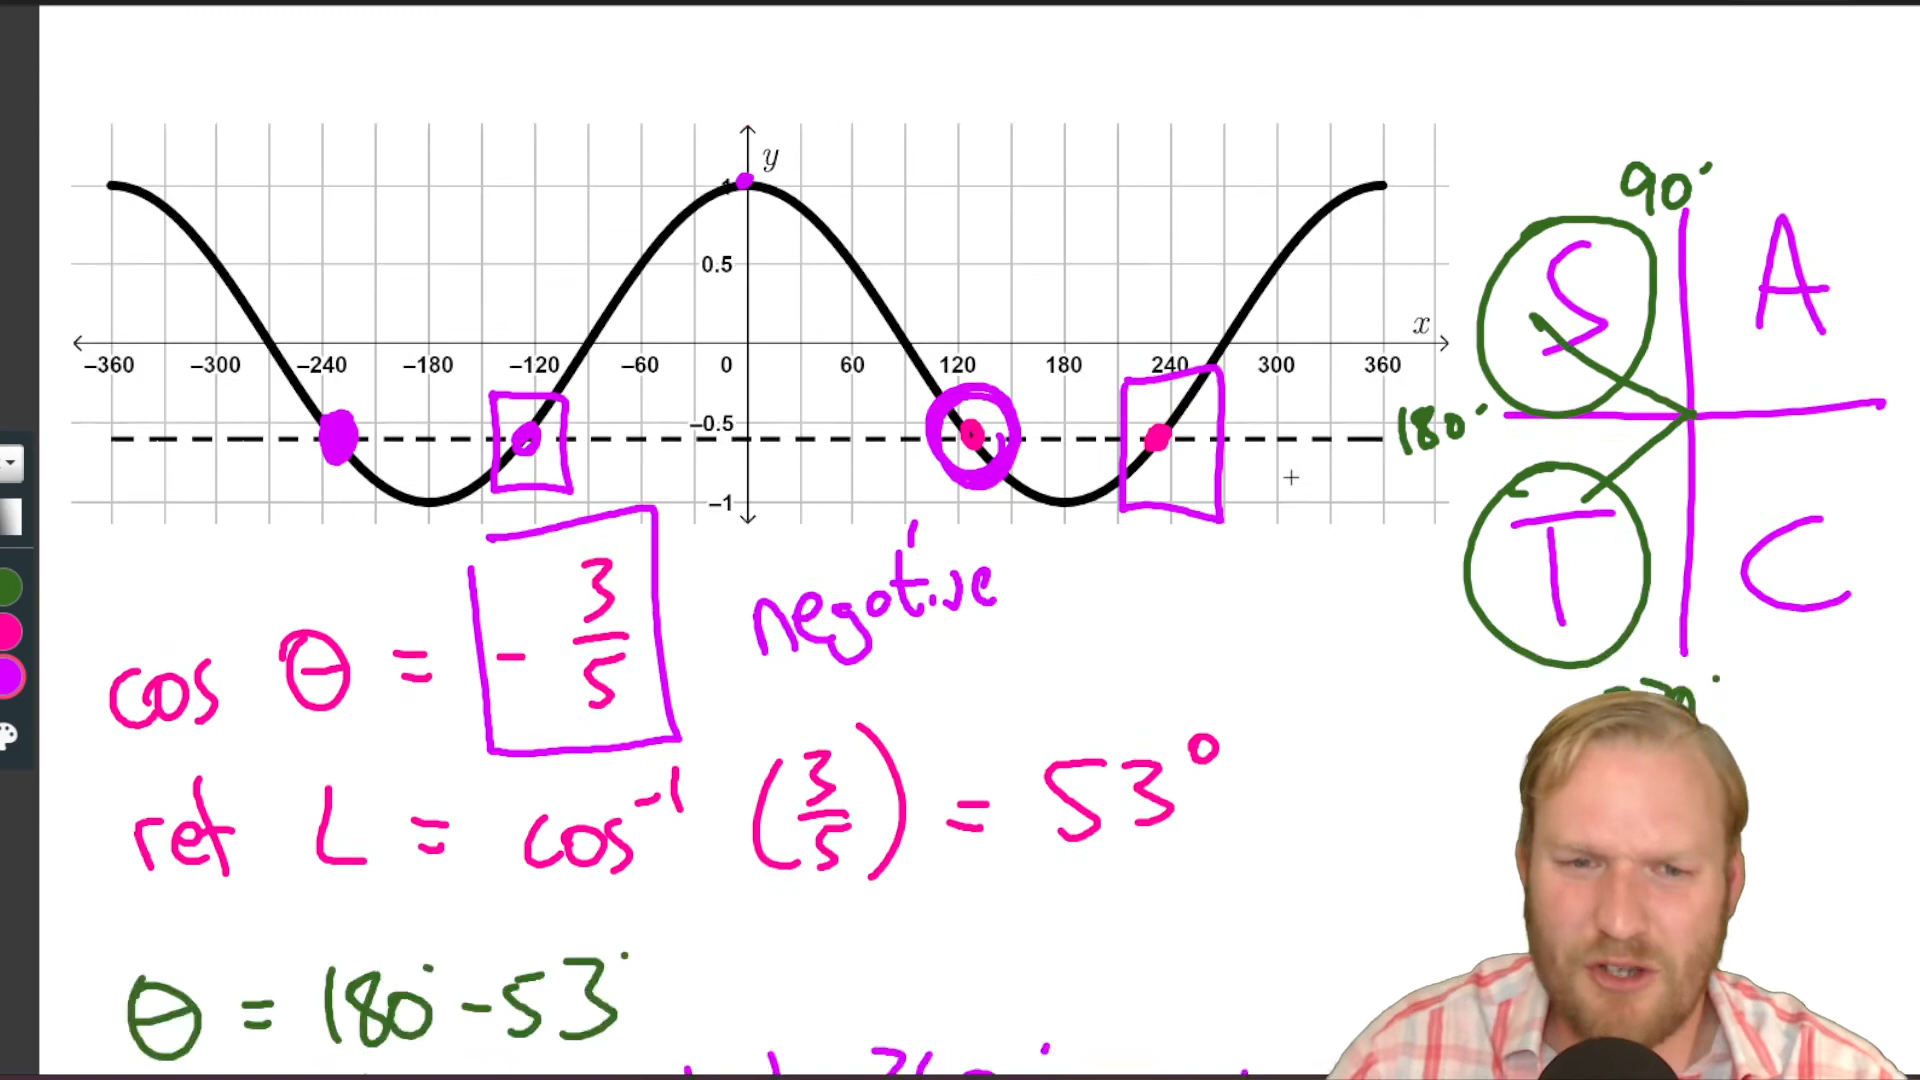 90°
y
1
S A
0.5
x
−360 −300 −240 −180 −120 −60 0 60 120 180 240 300 360
−0.5
180°
−1
T C
cos θ = - 3/5
negative
ref L = cos⁻¹ (3/5) = 53°
θ = 180° - 53°